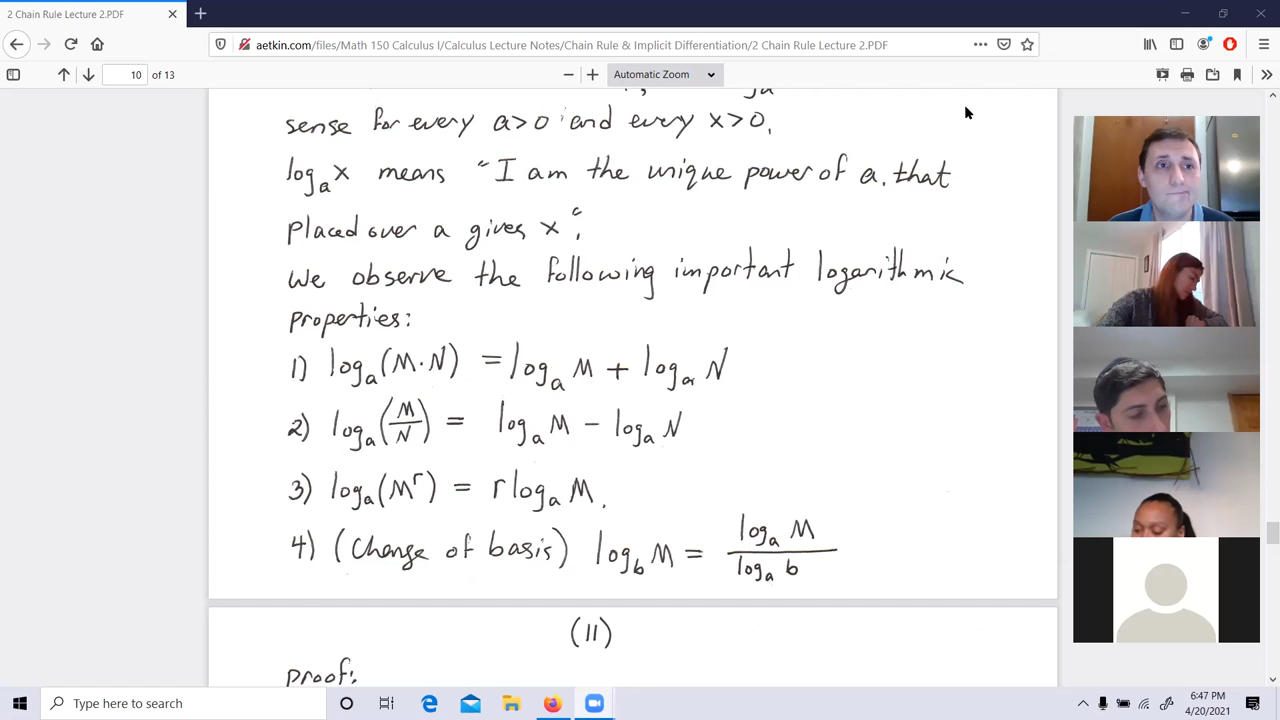 2 Chain Rule Lecture 2.PDF
aetkin.com/files/Math 150 Calculus I/Calculus Lecture Notes/Chain Rule & Implicit Differentiation/2 Chain Rule Lecture 2.PDF
10 of 13
Automatic Zoom
sense for every a>0 and every x>0.
logₐx means "I am the unique power of a, that
placed over a gives x".
We observe the following important logarithmic
properties:
1) logₐ(M·N) = logₐM + logₐN
2) logₐ(M/N) = logₐM − logₐN
3) logₐ(Mʳ) = r logₐM.
4) (Change of basis) log_b M = logₐM / logₐb
(11)
proof:
Type here to search
6:47 PM
4/20/2021